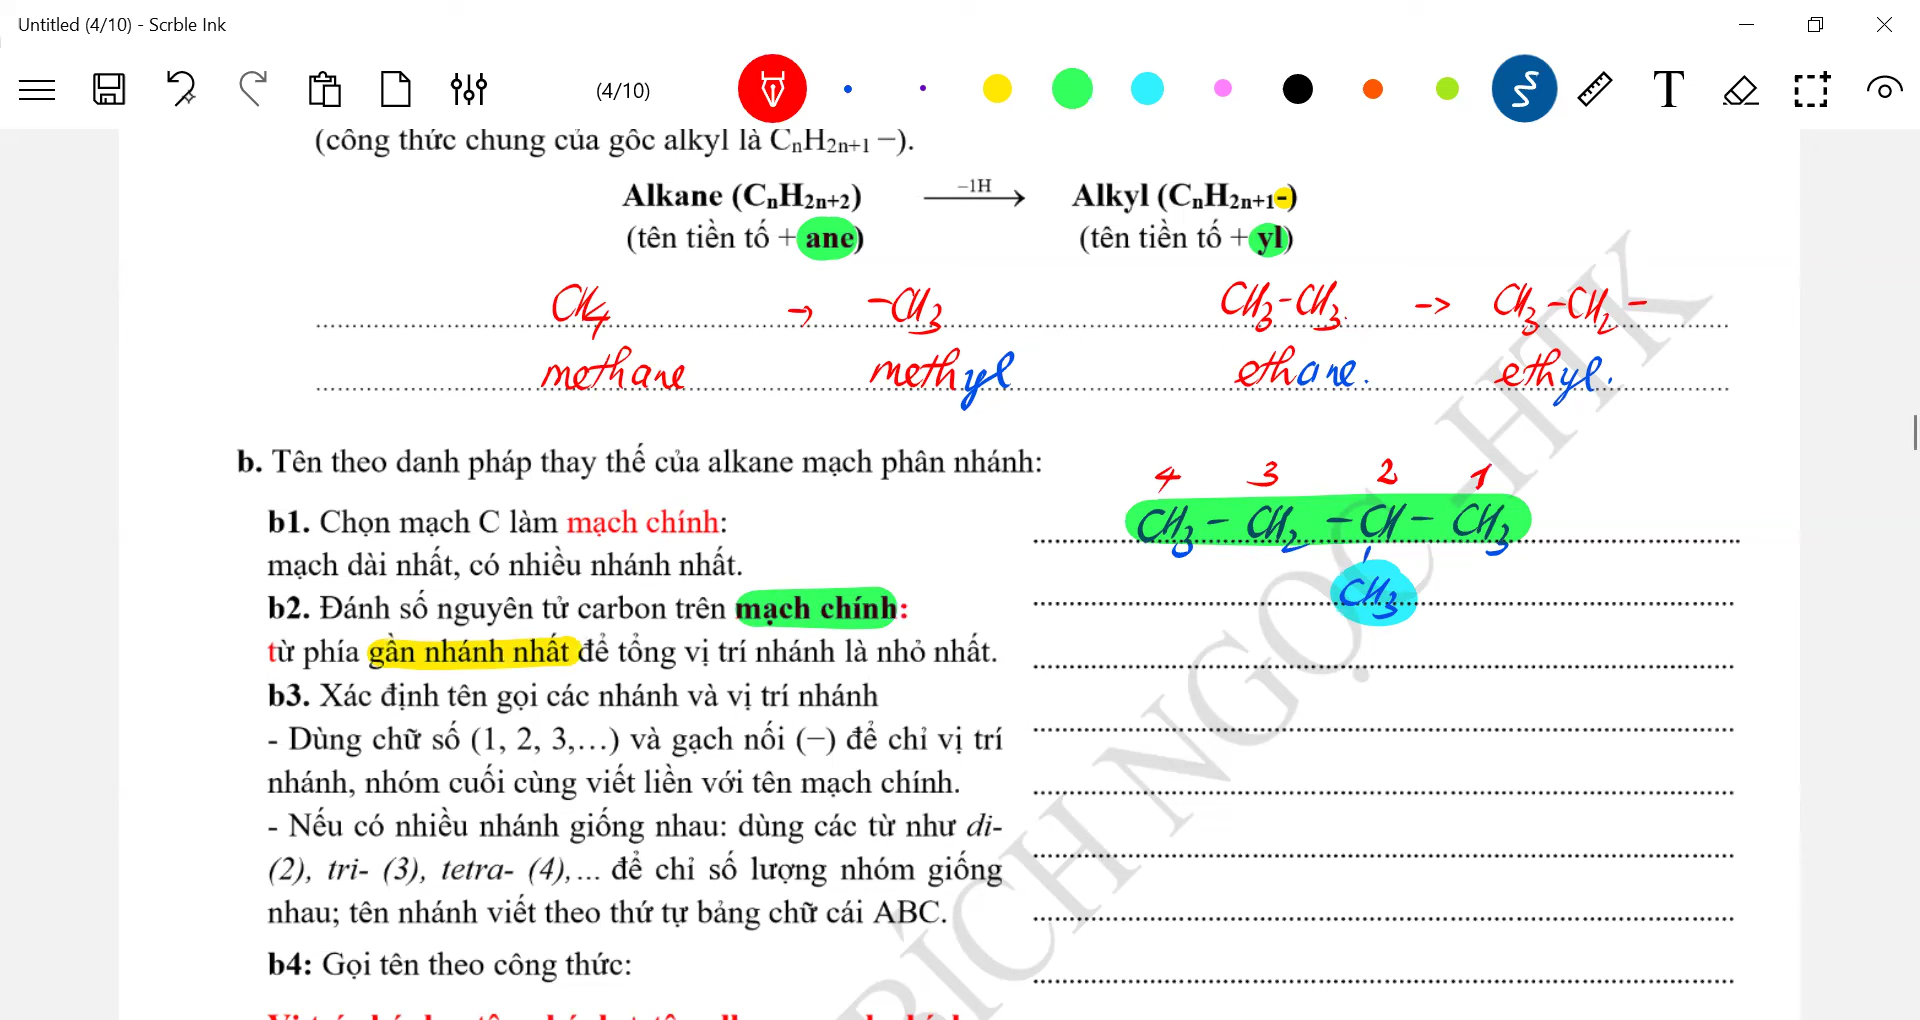 Untitled (4/10) - Scrble Ink
(4/10)
T
(công thức chung của gốc alkyl là CₙH₂ₙ₊₁ −).
Alkane (CₙH₂ₙ₊₂) –1H → Alkyl (CₙH₂ₙ₊₁-)
(tên tiền tố + ane) (tên tiền tố + yl)
CH₄ → -CH₃ CH₃-CH₃. -> CH₃-CH₂-
methane methyl ethane. ethyl.
b. Tên theo danh pháp thay thế của alkane mạch phân nhánh:
4 3 2 1
b1. Chọn mạch C làm mạch chính:
CH₃ - CH₂ - CH - CH₃
mạch dài nhất, có nhiều nhánh nhất.
CH₃
b2. Đánh số nguyên tử carbon trên mạch chính:
từ phía gần nhánh nhất để tổng vị trí nhánh là nhỏ nhất.
b3. Xác định tên gọi các nhánh và vị trí nhánh
- Dùng chữ số (1, 2, 3,…) và gạch nối (−) để chỉ vị trí
nhánh, nhóm cuối cùng viết liền với tên mạch chính.
- Nếu có nhiều nhánh giống nhau: dùng các từ như di-
(2), tri- (3), tetra- (4),... để chỉ số lượng nhóm giống
nhau; tên nhánh viết theo thứ tự bảng chữ cái ABC.
b4: Gọi tên theo công thức:
BÍCH NGỌC -HTK